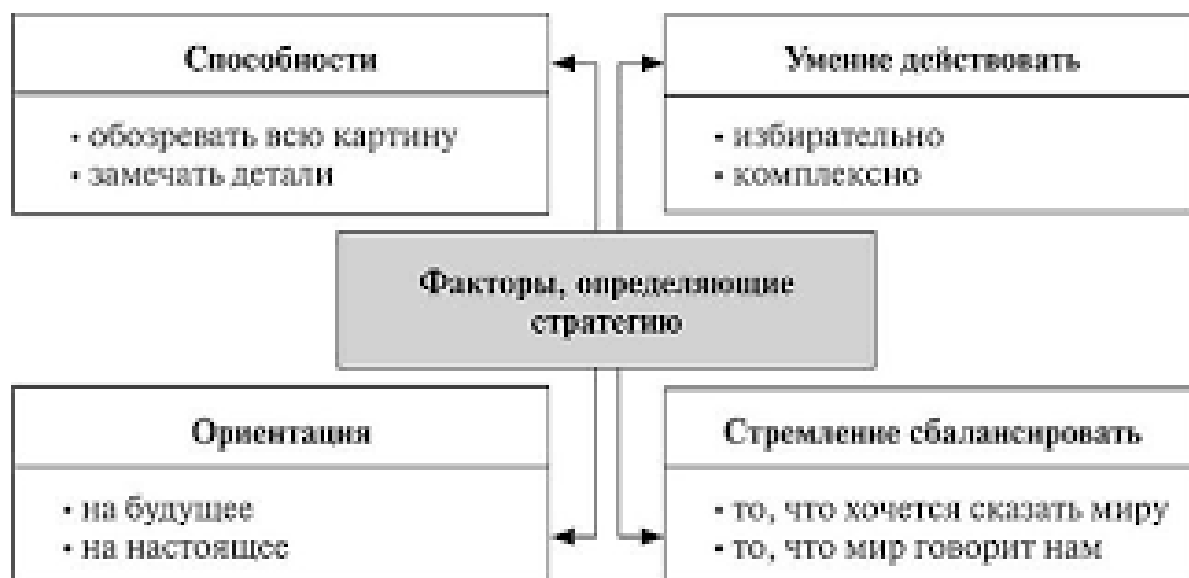 Способности
• обозревать всю картину
• замечать детали
Умение действовать
• избирательно
• комплексно
Факторы, определяющие
стратегию
Ориентация
• на будущее
• на настоящее
Стремление сбалансировать
• то, что хочется сказать миру
• то, что мир говорит нам